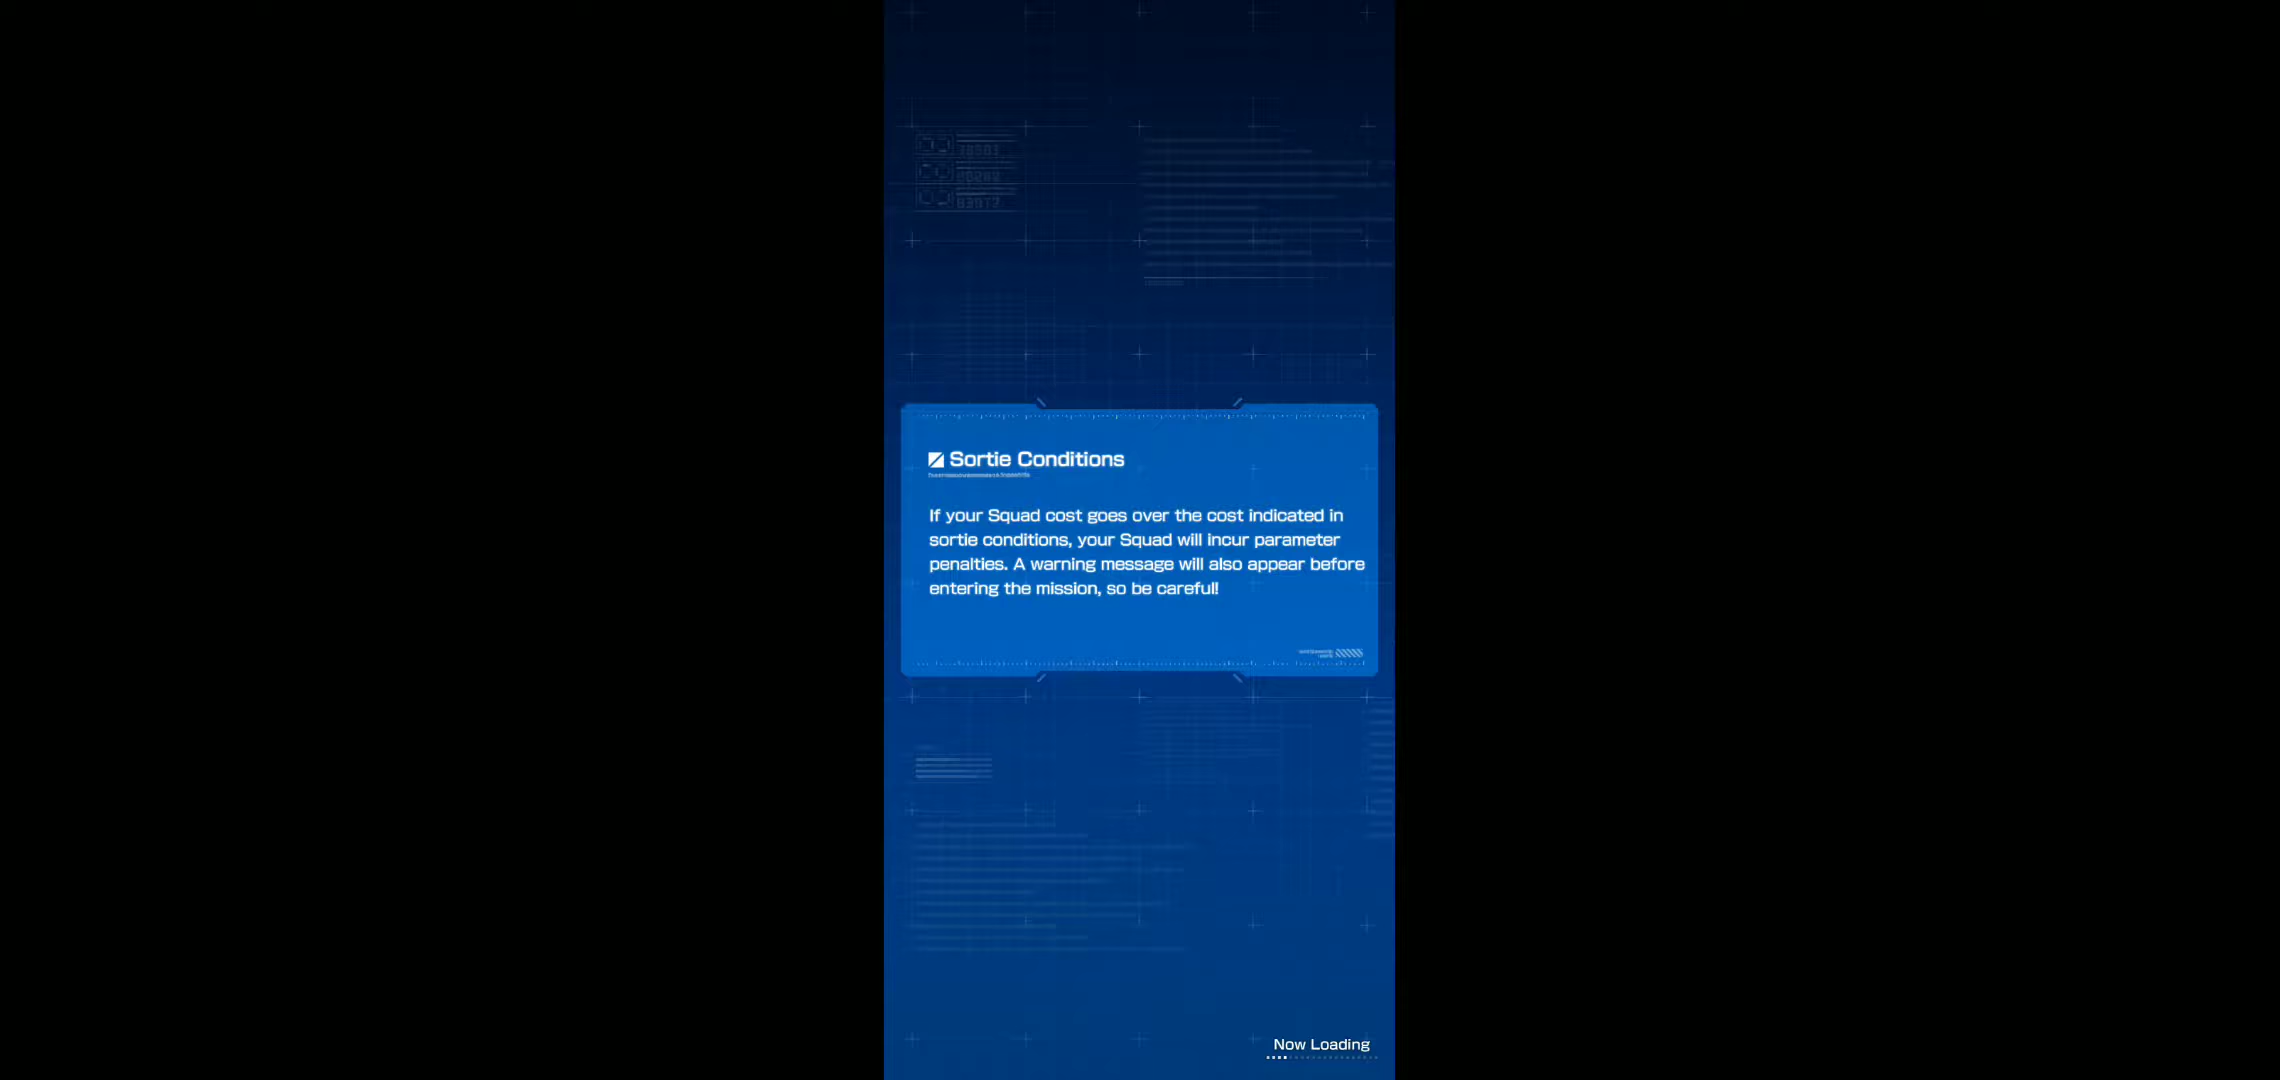 Sortie Conditions
If your Squad cost goes over the cost indicated in
sortie conditions, your Squad will incur parameter
penalties. A warning message will also appear before
entering the mission, so be careful!
Now Loading